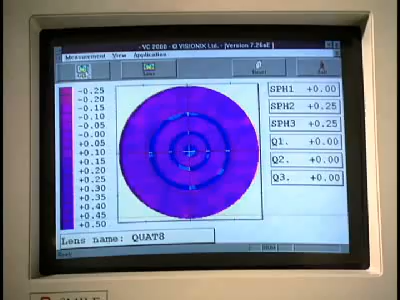 - VC 2000 - © VISIONIX Ltd. - [Version 7.26a]
Measurement View Application
Lens
Reset
Exit
-0.25
-0.20
-0.15
-0.10
-0.05
+0.00
+0.05
+0.10
+0.15
+0.20
+0.25
+0.30
+0.35
+0.40
+0.45
+0.50
SPH1 +0.00
SPH2 +0.25
SPH3 +0.25
Q1. +0.00
Q2. +0.00
Q3. +0.00
Lens name: QUAT8